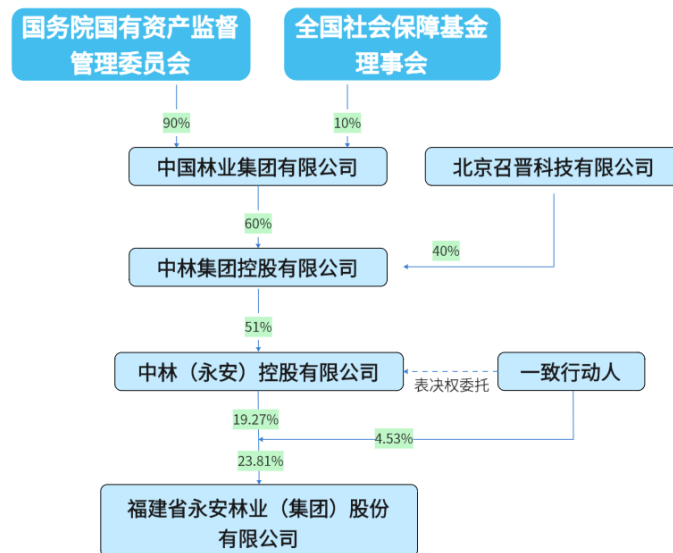 国务院国有资产监督
管理委员会
全国社会保障基金
理事会
90%
10%
中国林业集团有限公司
北京召晋科技有限公司
60%
40%
中林集团控股有限公司
51%
中林（永安）控股有限公司
表决权委托
一致行动人
19.27%
4.53%
23.81%
福建省永安林业（集团）股份
有限公司